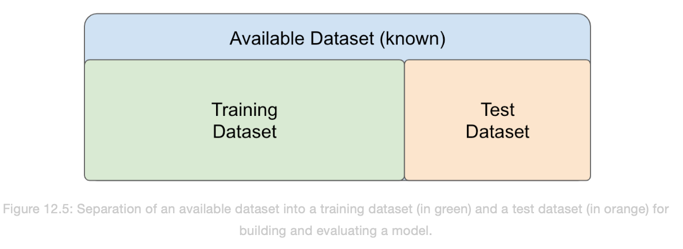 Available Dataset (known)
Training
Dataset
Test
Dataset
Figure 12.5: Separation of an available dataset into a training dataset (in green) and a test dataset (in orange) for
building and evaluating a model.